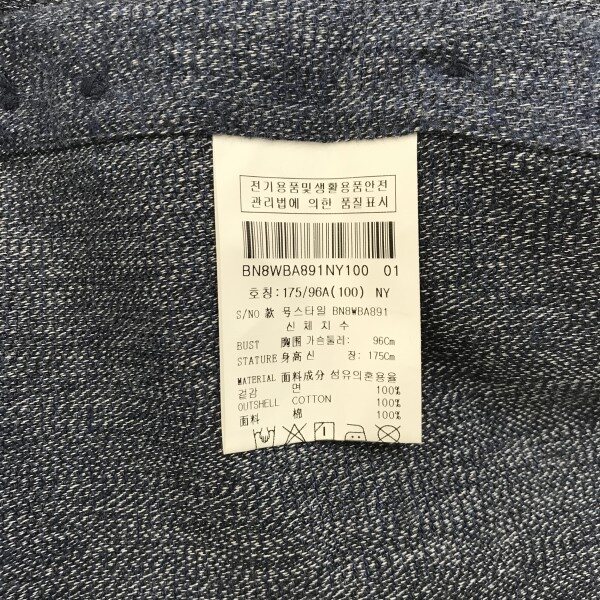 전기용품및생활용품안전
관리법에 의한 품질표시
BN8WBA891NY100 01
호칭:175/96A(100) NY
S/NO 款 号스타일 BN8WBA891
신 체 치 수
BUST 胸围 가슴둘레: 96Cm
STATURE 身高 신 장: 175Cm
MATERIAL 面料成分 섬유의혼용율
겉감 면 100%
OUTSHELL COTTON 100%
面料 棉 100%